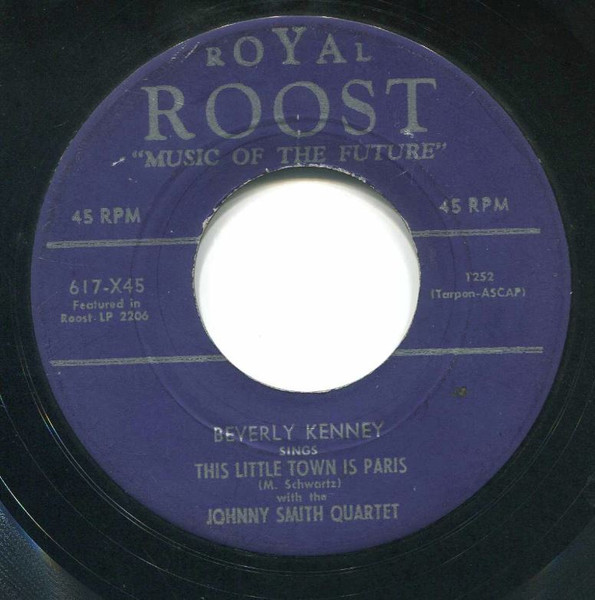 ROYAL
ROOST
"MUSIC OF THE FUTURE"
45 RPM
45 RPM
617-X45
Featured in
Roost-LP 2206
1252
(Tarpon-ASCAP)
BEVERLY KENNEY
SINGS
THIS LITTLE TOWN IS PARIS
(M. Schwartz)
with the
JOHNNY SMITH QUARTET